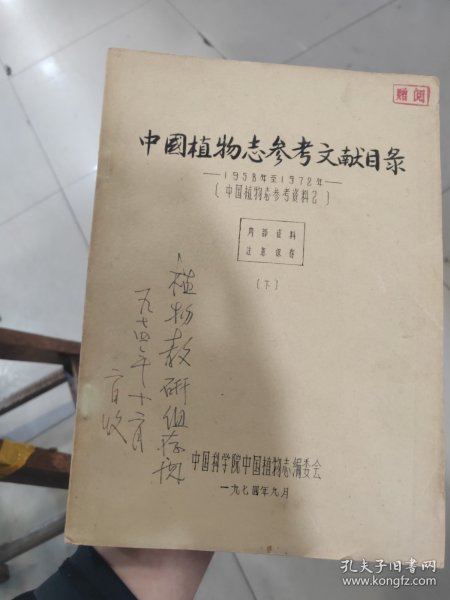 赠阅
中國植物志参考文献目录
——1958年至1972年——
(中国植物志参考资料2)
内部资料
注意保存
(下)
植物教研组存阅
一九七四年十二月
二日收
中国科学院中国植物志编委会
一九七四年九月
孔夫子旧书网
www.kongfz.com